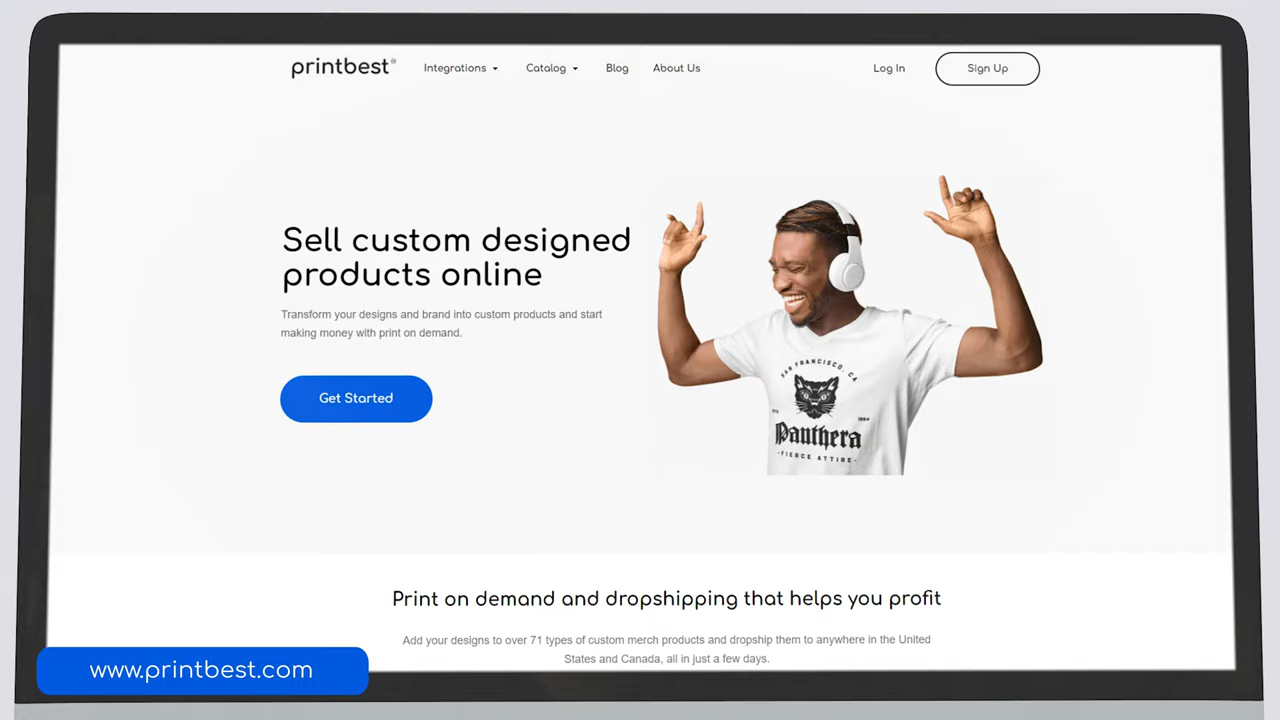 printbest®
Integrations
Catalog
Blog
About Us
Log In
Sign Up
Sell custom designed
products online
Transform your designs and brand into custom products and start
making money with print on demand.
Get Started
SAN FRANCISCO, CA
1984
Panthera
·FIERCE ATTIRE·
Print on demand and dropshipping that helps you profit
Add your designs to over 71 types of custom merch products and dropship them to anywhere in the United
States and Canada, all in just a few days.
www.printbest.com